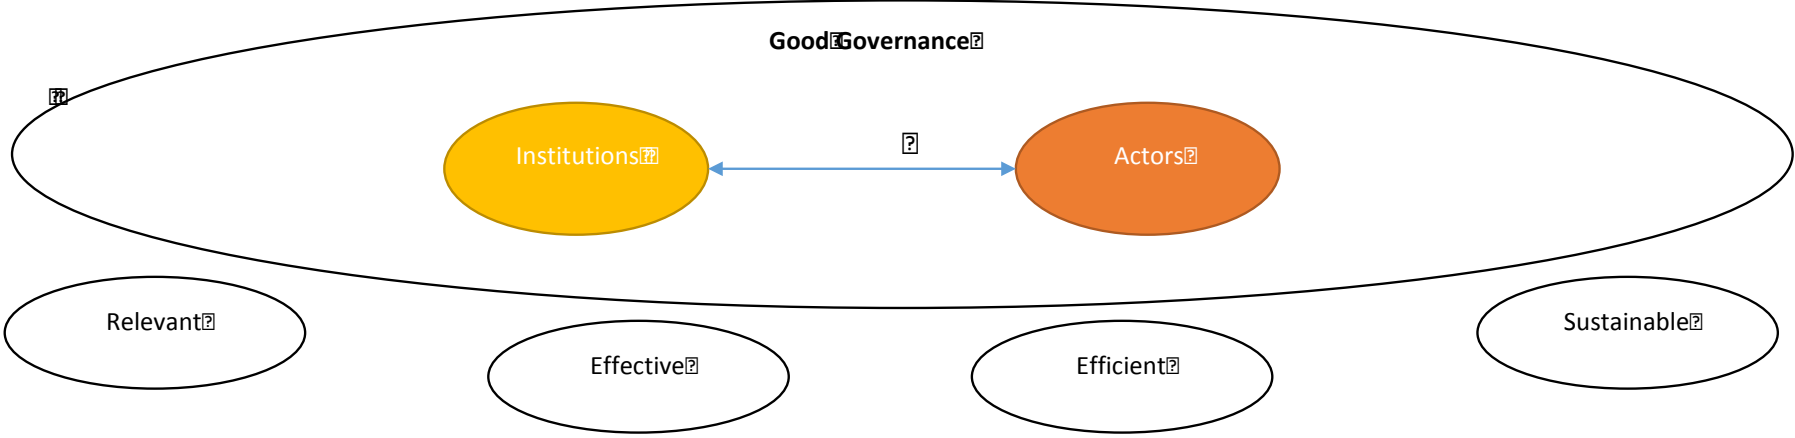 Good Governance
Institutions
Actors
Relevant
Sustainable
Effective
Efficient